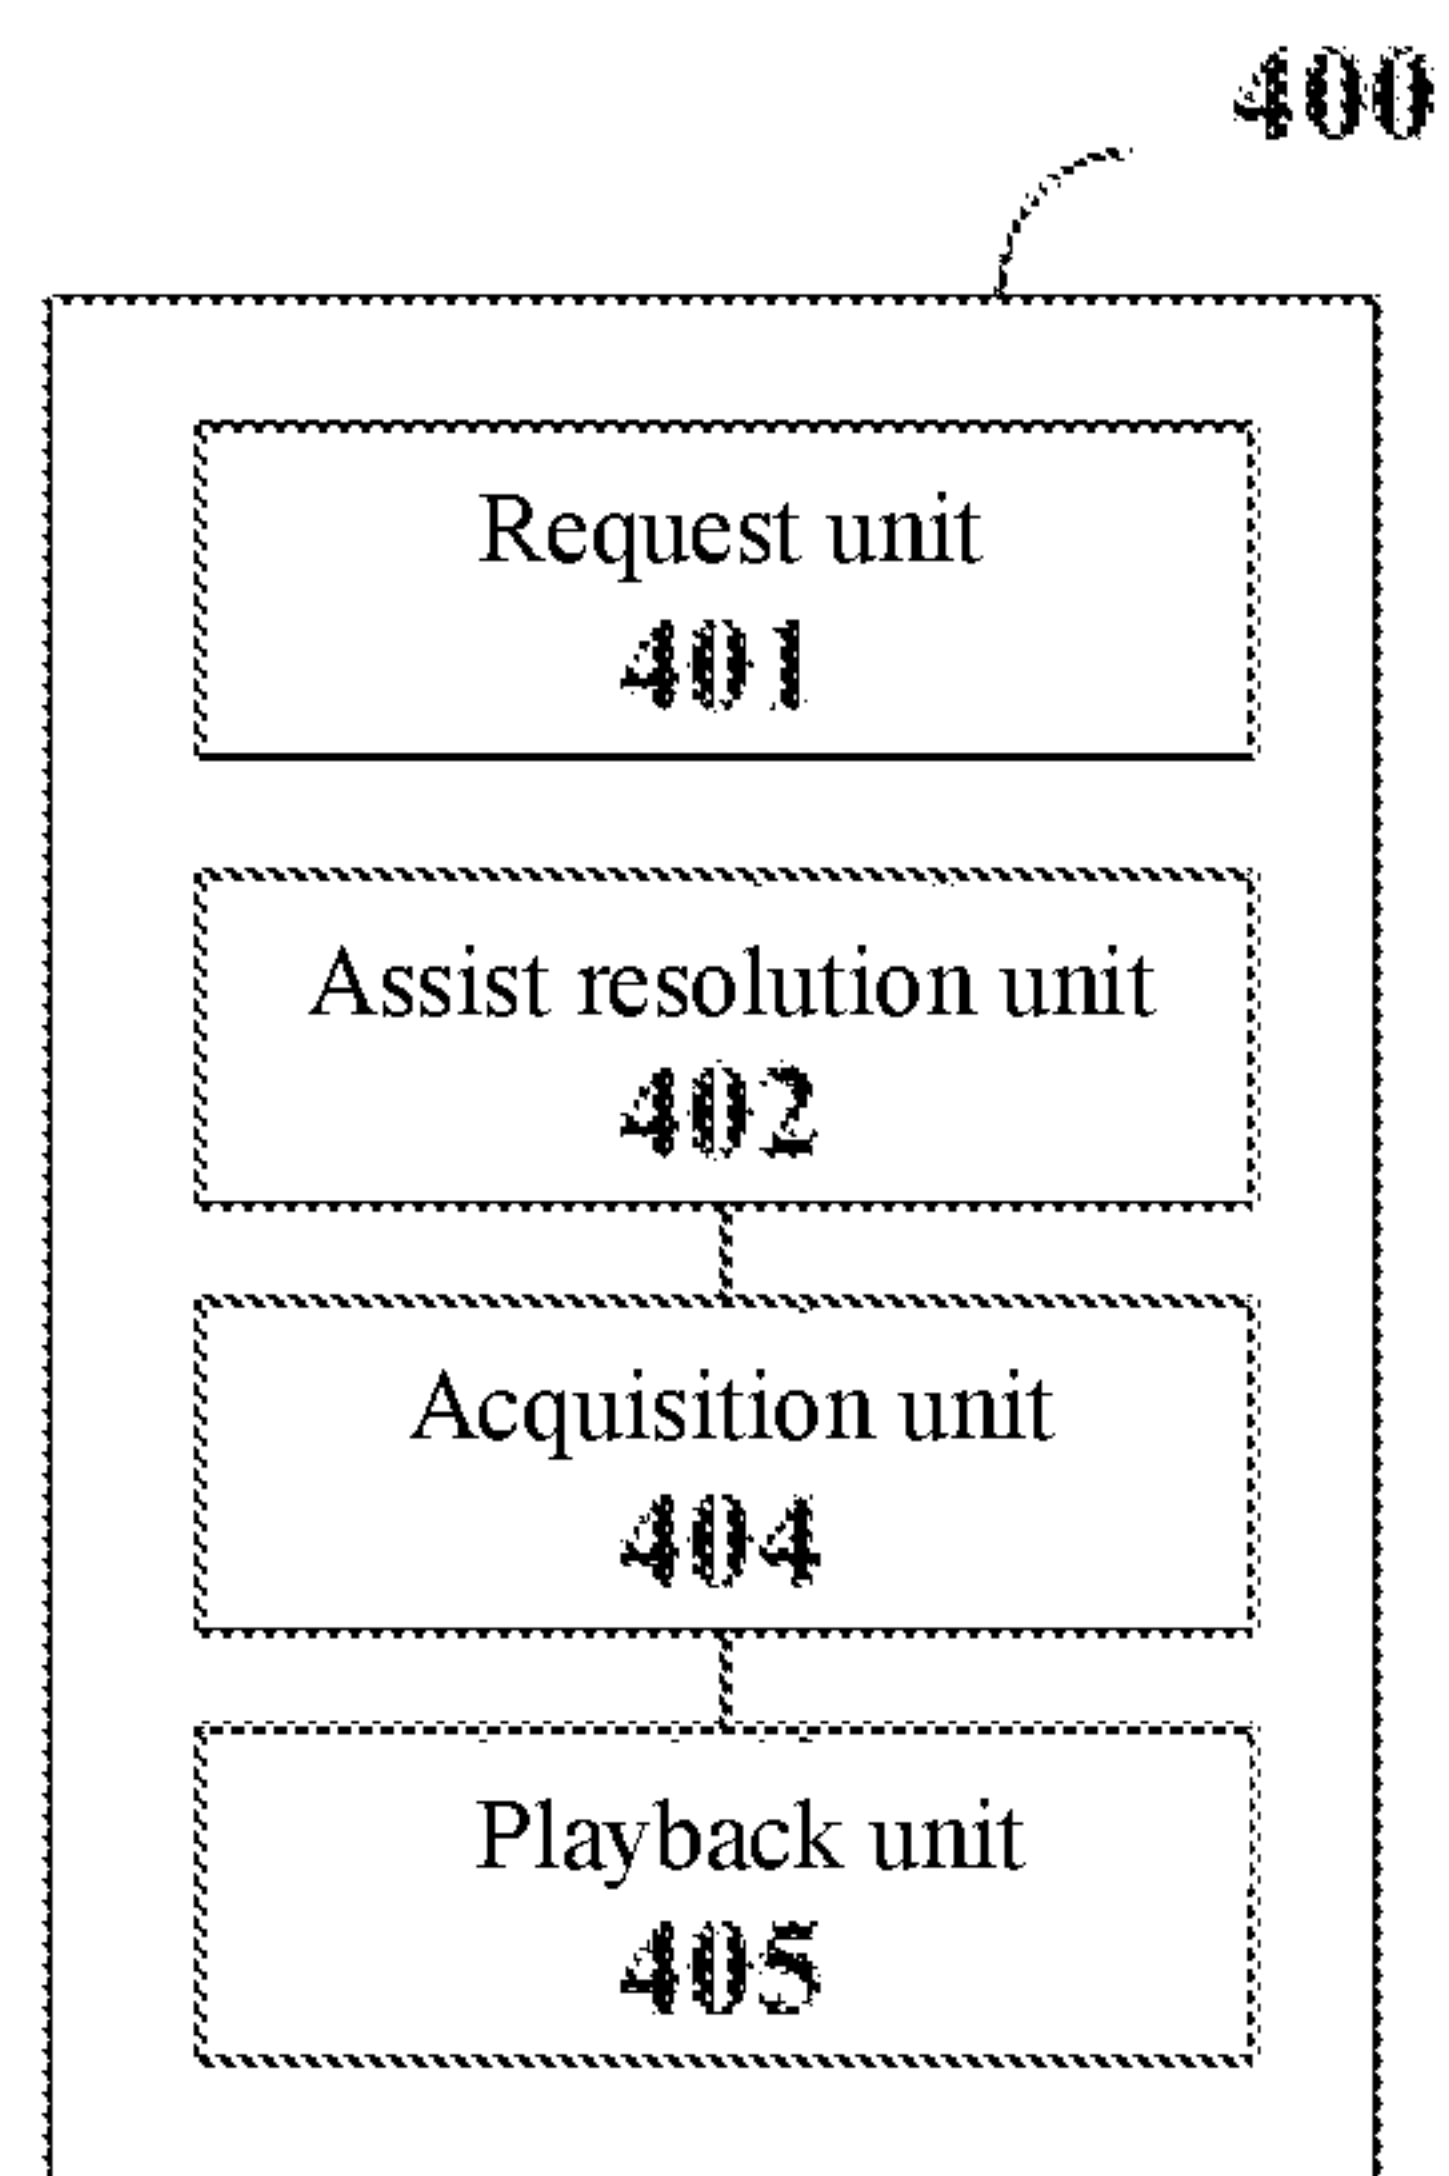 400
Request unit
401
Assist resolution unit
402
Acquisition unit
404
Playback unit
405